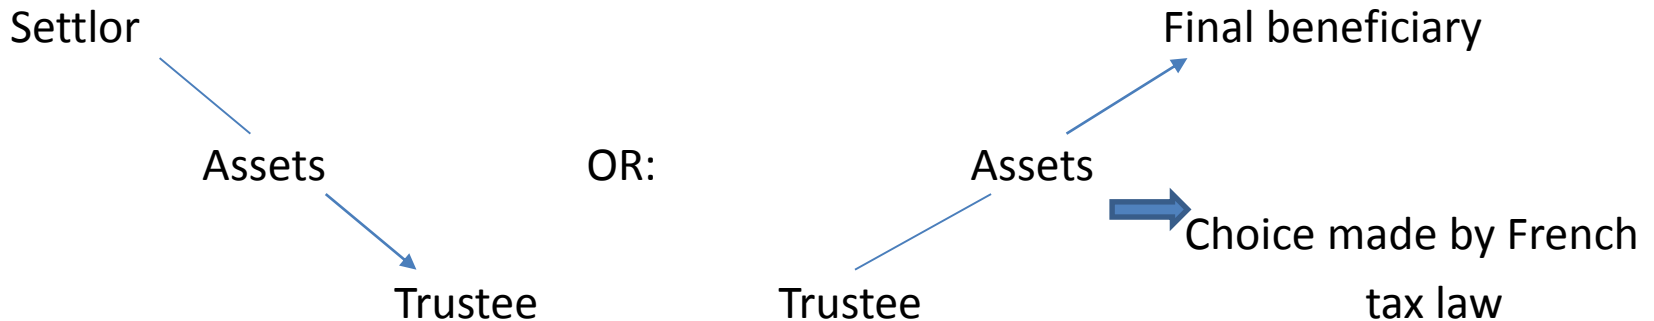 Settlor
Final beneficiary
Assets
OR:
Assets
Choice made by French
tax law
Trustee
Trustee